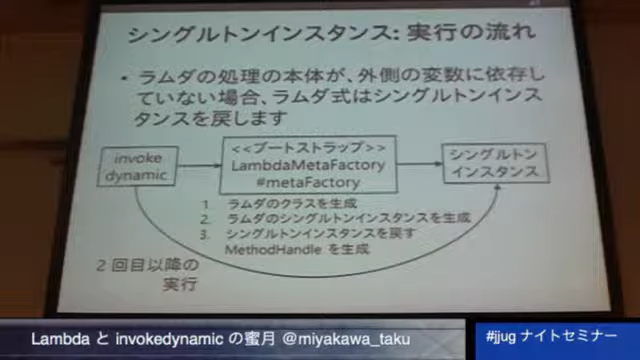 シングルトンインスタンス: 実行の流れ
• ラムダの処理の本体が、外側の変数に依存し
ていない場合、ラムダ式はシングルトンインス
タンスを戻します
invoke
dynamic
<<ブートストラップ>>
LambdaMetaFactory
#metaFactory
シングルトン
インスタンス
1. ラムダのクラスを生成
2. ラムダのシングルトンインスタンスを生成
3. シングルトンインスタンスを戻す
MethodHandle を生成
2 回目以降の
実行
Lambda と invokedynamic の蜜月 @miyakawa_taku
#jjug ナイトセミナー